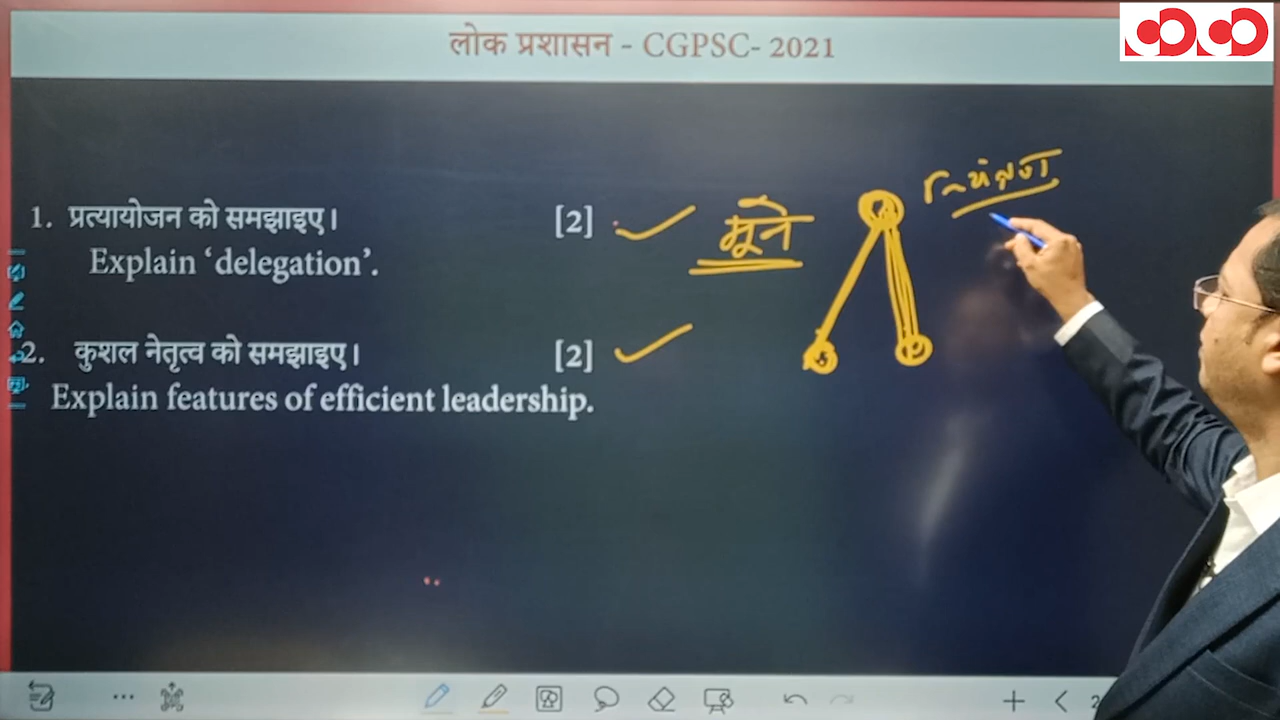 लोक प्रशासन - CGPSC- 2021
1. प्रत्यायोजन को समझाइए। [2]
Explain ‘delegation’.
मूने
नियंत्रण
2. कुशल नेतृत्व को समझाइए। [2]
Explain features of efficient leadership.